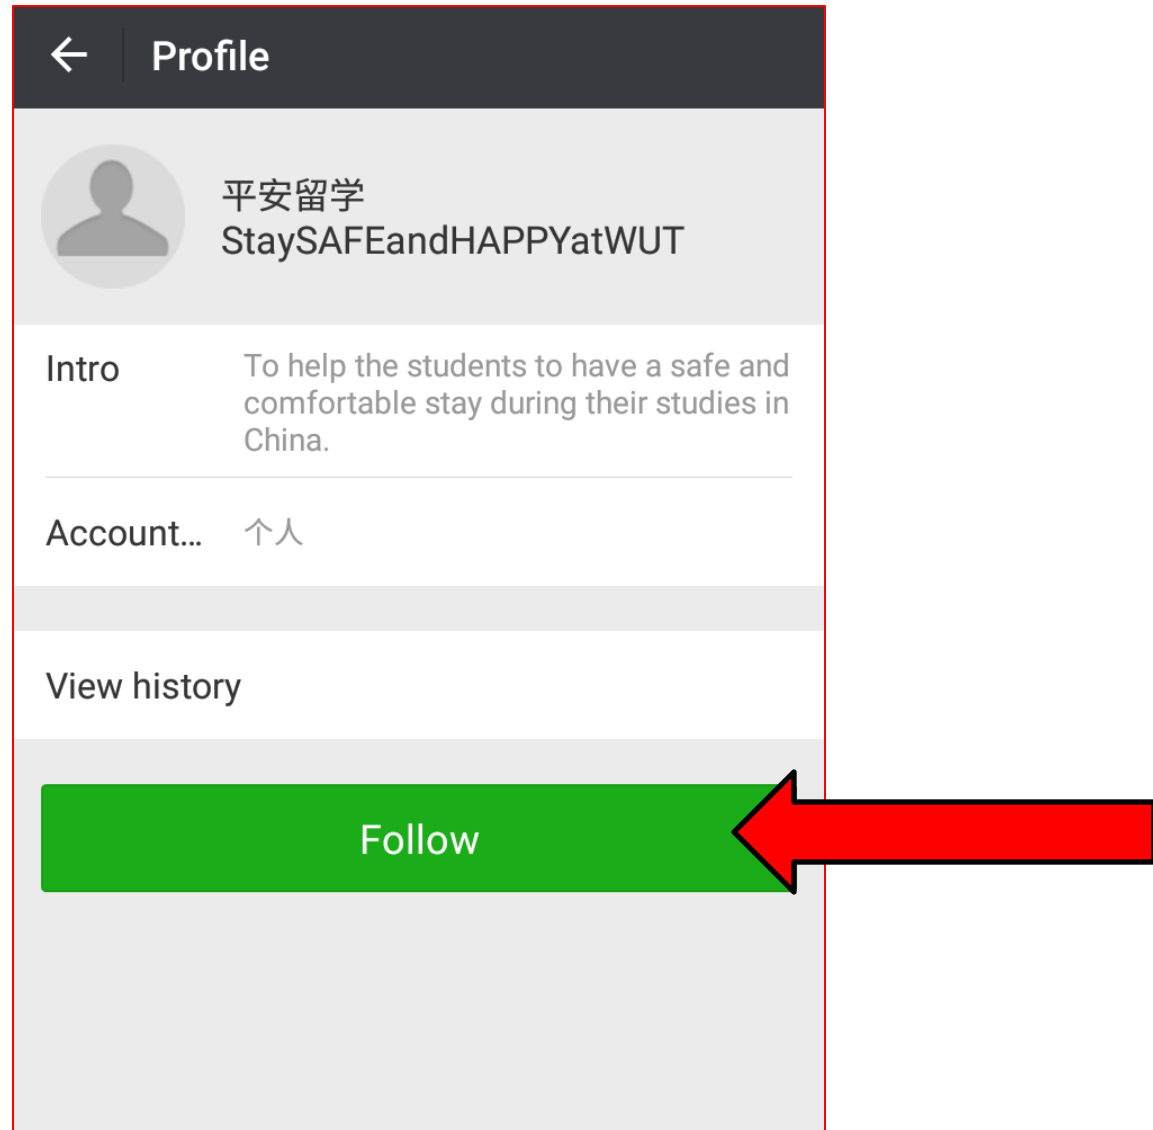 Profile
平安留学
StaySAFEandHAPPYatWUT
Intro
To help the students to have a safe and
comfortable stay during their studies in
China.
Account... 个人
View history
Follow